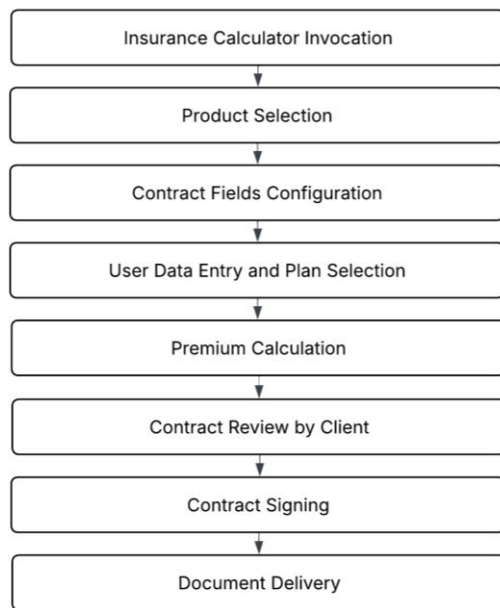 Insurance Calculator Invocation
Product Selection
Contract Fields Configuration
User Data Entry and Plan Selection
Premium Calculation
Contract Review by Client
Contract Signing
Document Delivery